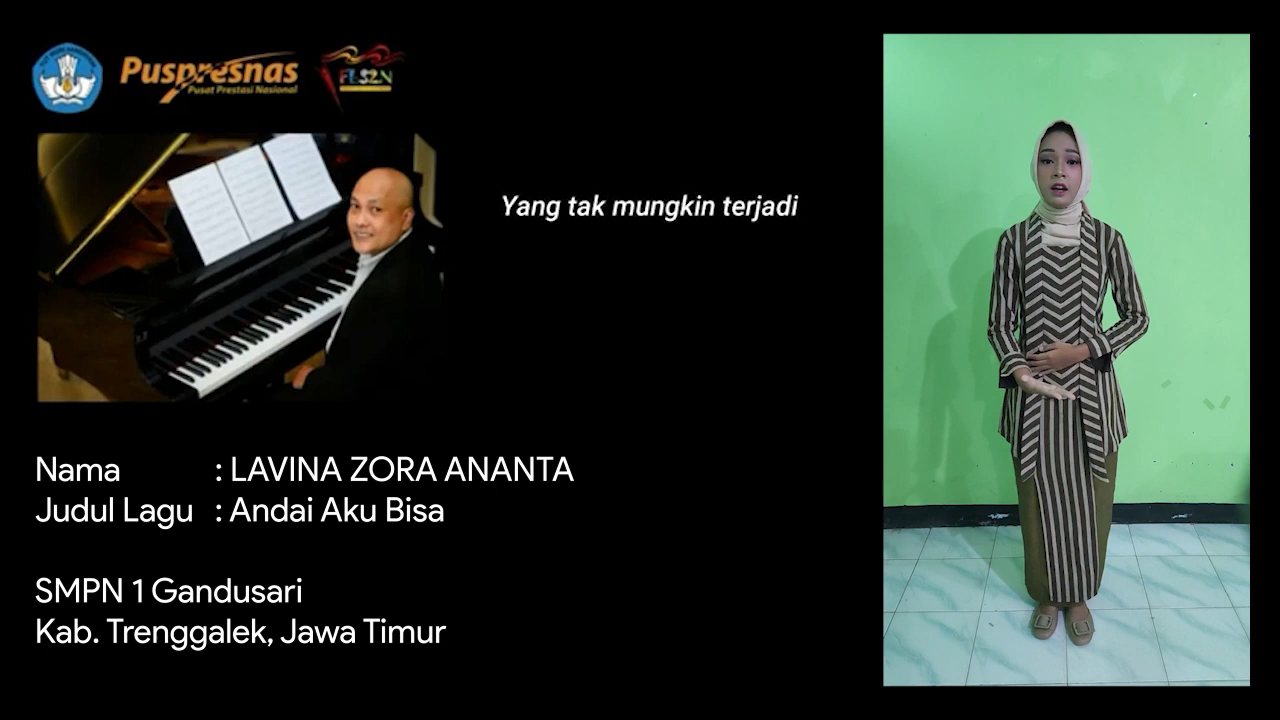 Puspresnas
Pusat Prestasi Nasional
FLS2N
Yang tak mungkin terjadi
Nama : LAVINA ZORA ANANTA
Judul Lagu : Andai Aku Bisa
SMPN 1 Gandusari
Kab. Trenggalek, Jawa Timur